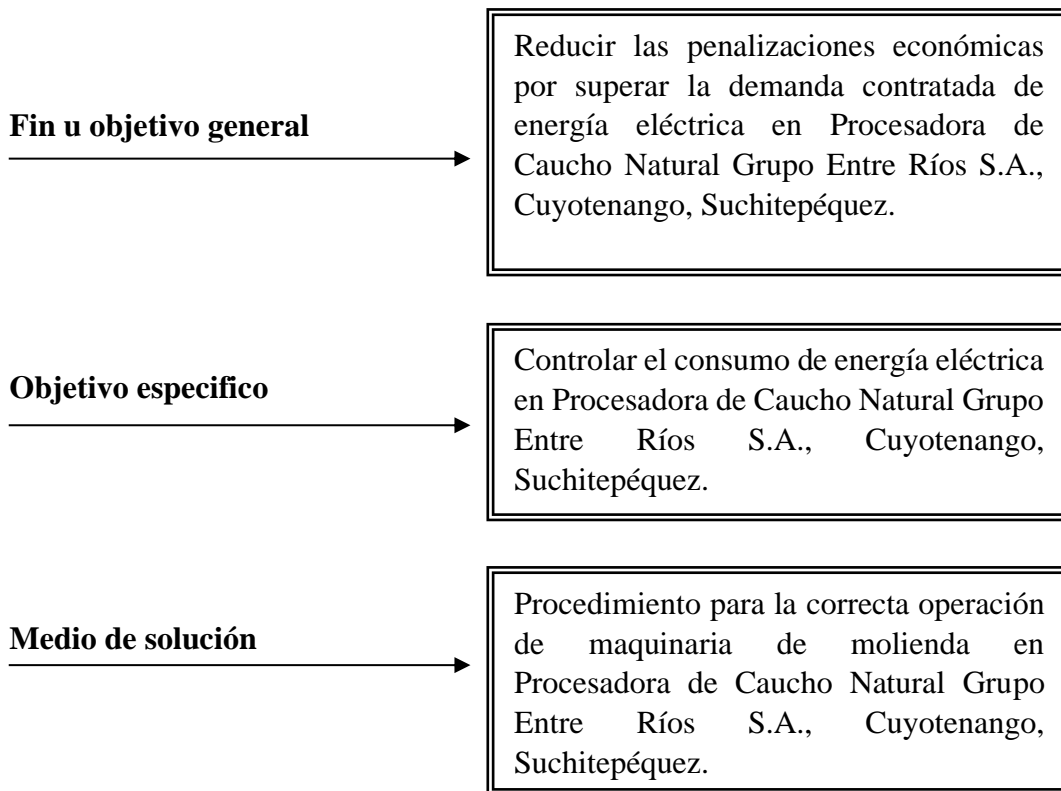 Fin u objetivo general
Reducir las penalizaciones económicas
por superar la demanda contratada de
energía eléctrica en Procesadora de
Caucho Natural Grupo Entre Ríos S.A.,
Cuyotenango, Suchitepéquez.
Objetivo especifico
Controlar el consumo de energía eléctrica
en Procesadora de Caucho Natural Grupo
Entre Ríos S.A., Cuyotenango,
Suchitepéquez.
Medio de solución
Procedimiento para la correcta operación
de maquinaria de molienda en
Procesadora de Caucho Natural Grupo
Entre Ríos S.A., Cuyotenango,
Suchitepéquez.